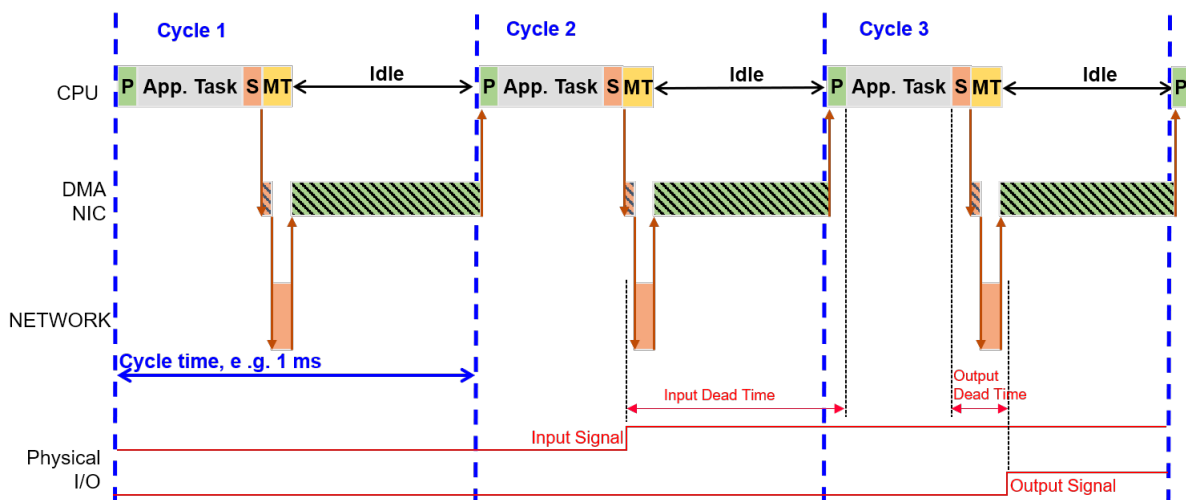 Cycle 1
Cycle 2
Cycle 3
CPU
P
App. Task
S
MT
Idle
P
App. Task
S
MT
Idle
P
App. Task
S
MT
Idle
P
DMA
NIC
NETWORK
Cycle time, e .g. 1 ms
Input Dead Time
Output
Dead Time
Input Signal
Physical
I/O
Output Signal